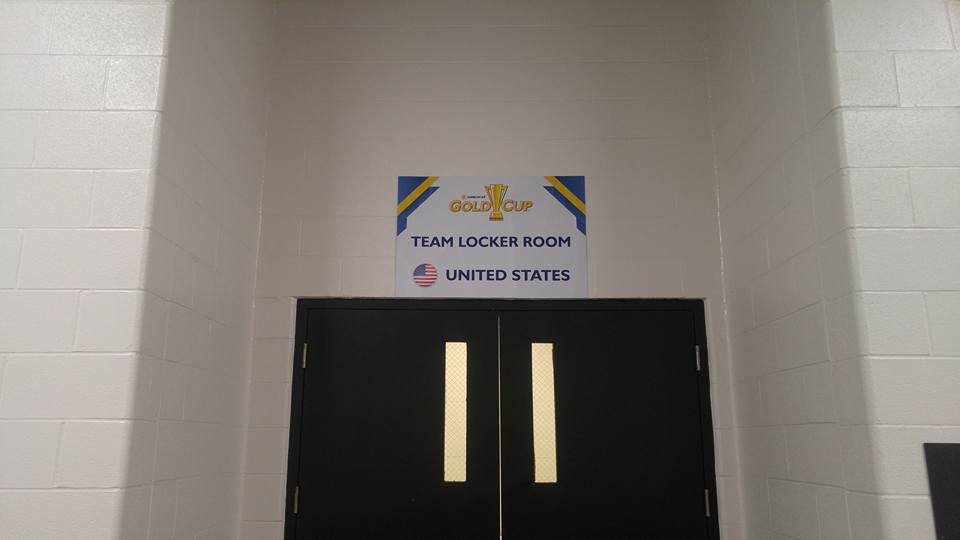 GOLD CUP
TEAM LOCKER ROOM
UNITED STATES